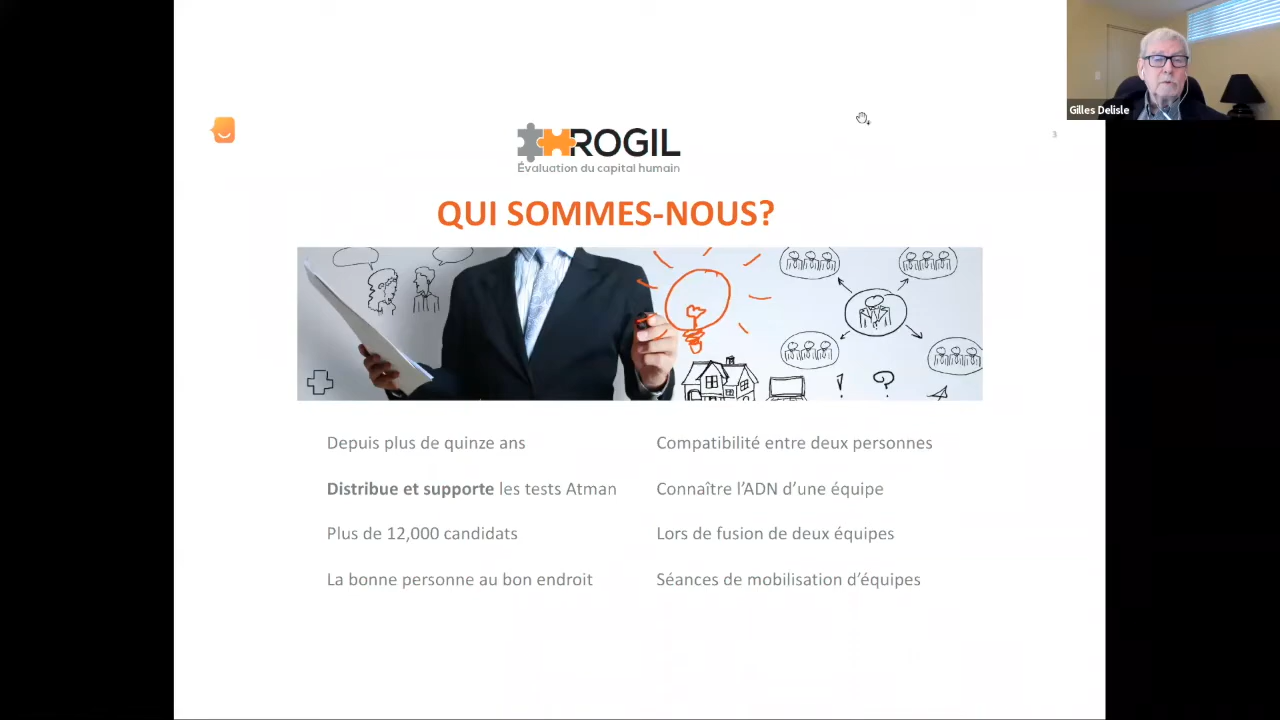 Gilles Delisle
3
ROGIL
Évaluation du capital humain
QUI SOMMES-NOUS?
Depuis plus de quinze ans
Distribue et supporte les tests Atman
Plus de 12,000 candidats
La bonne personne au bon endroit
Compatibilité entre deux personnes
Connaître l’ADN d’une équipe
Lors de fusion de deux équipes
Séances de mobilisation d’équipes